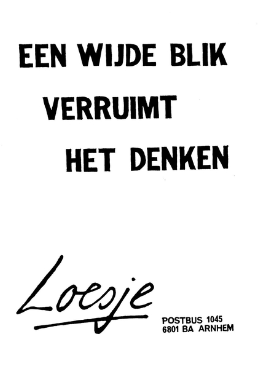 EEN WIJDE BLIK
VERRUIMT
HET DENKEN
Loesje
POSTBUS 1045
6801 BA ARNHEM